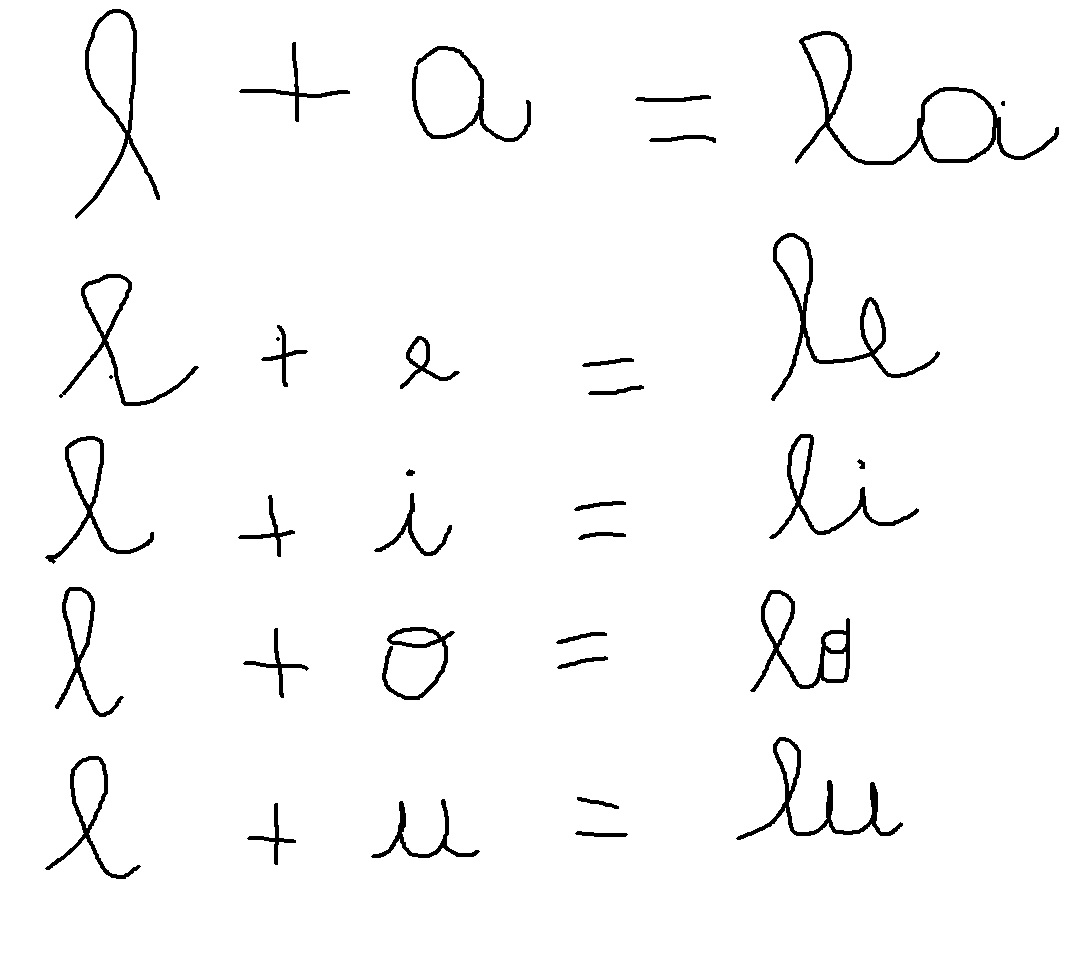 l + a = la
l + e = le
l + i = li
l + o = lo
l + u = lu